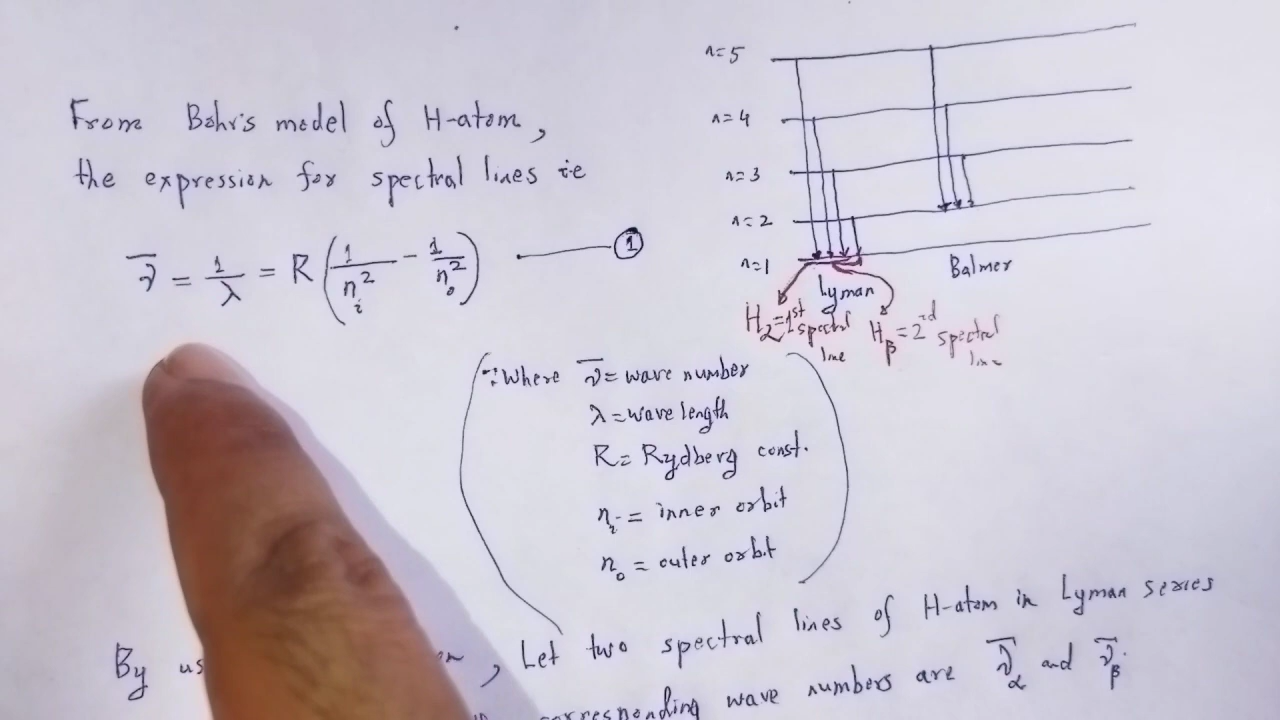 From Bohr's model of H-atom,
the expression for spectral lines ie
ν̄ = 1/λ = R(1/nᵢ² − 1/nₒ²) —— ①
n=5
n=4
n=3
n=2
n=1
Lyman
Balmer
H₂=1st spectral line
Hβ=2nd spectral line
∵Where ν̄= wave number
λ=wave length
R= Rydberg const.
nᵢ= inner orbit
nₒ= outer orbit
By us
, Let two spectral lines of H-atom in Lyman series
corresponding wave numbers are ν̄α and ν̄β.